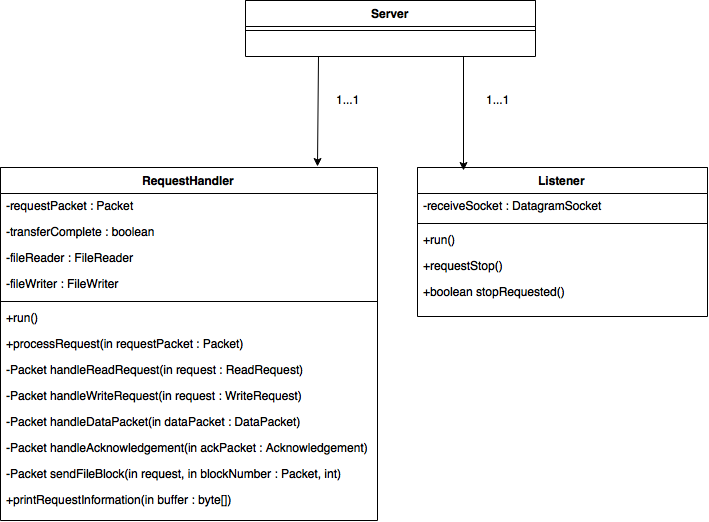 Server
1...1
1...1
RequestHandler
-requestPacket : Packet
-transferComplete : boolean
-fileReader : FileReader
-fileWriter : FileWriter
+run()
+processRequest(in requestPacket : Packet)
-Packet handleReadRequest(in request : ReadRequest)
-Packet handleWriteRequest(in request : WriteRequest)
-Packet handleDataPacket(in dataPacket : DataPacket)
-Packet handleAcknowledgement(in ackPacket : Acknowledgement)
-Packet sendFileBlock(in request, in blockNumber : Packet, int)
+printRequestInformation(in buffer : byte[])
Listener
-receiveSocket : DatagramSocket
+run()
+requestStop()
+boolean stopRequested()